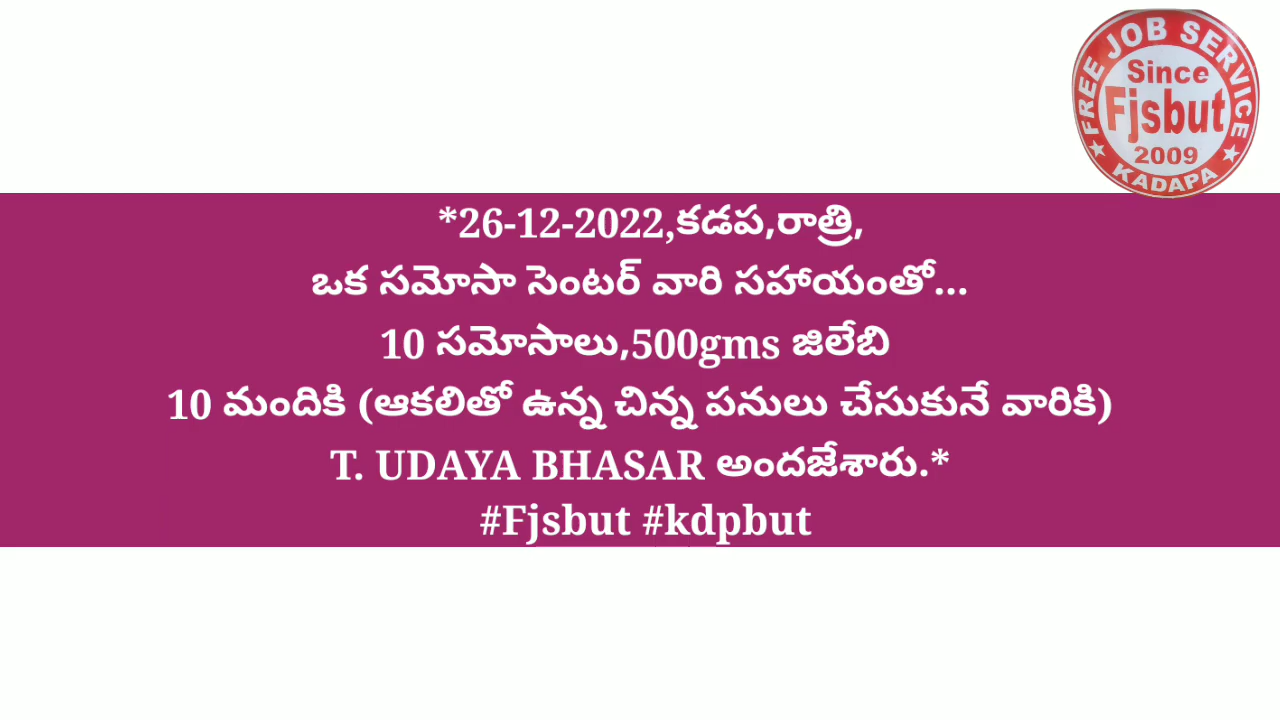 FREE JOB SERVICE
Since
Fjsbut
2009
KADAPA
*26-12-2022,కడప,రాత్రి,
ఒక సమోసా సెంటర్ వారి సహాయంతో...
10 సమోసాలు,500gms జిలేబి
10 మందికి (ఆకలితో ఉన్న చిన్న పనులు చేసుకునే వారికి)
T. UDAYA BHASAR అందజేశారు.*
#Fjsbut #kdpbut